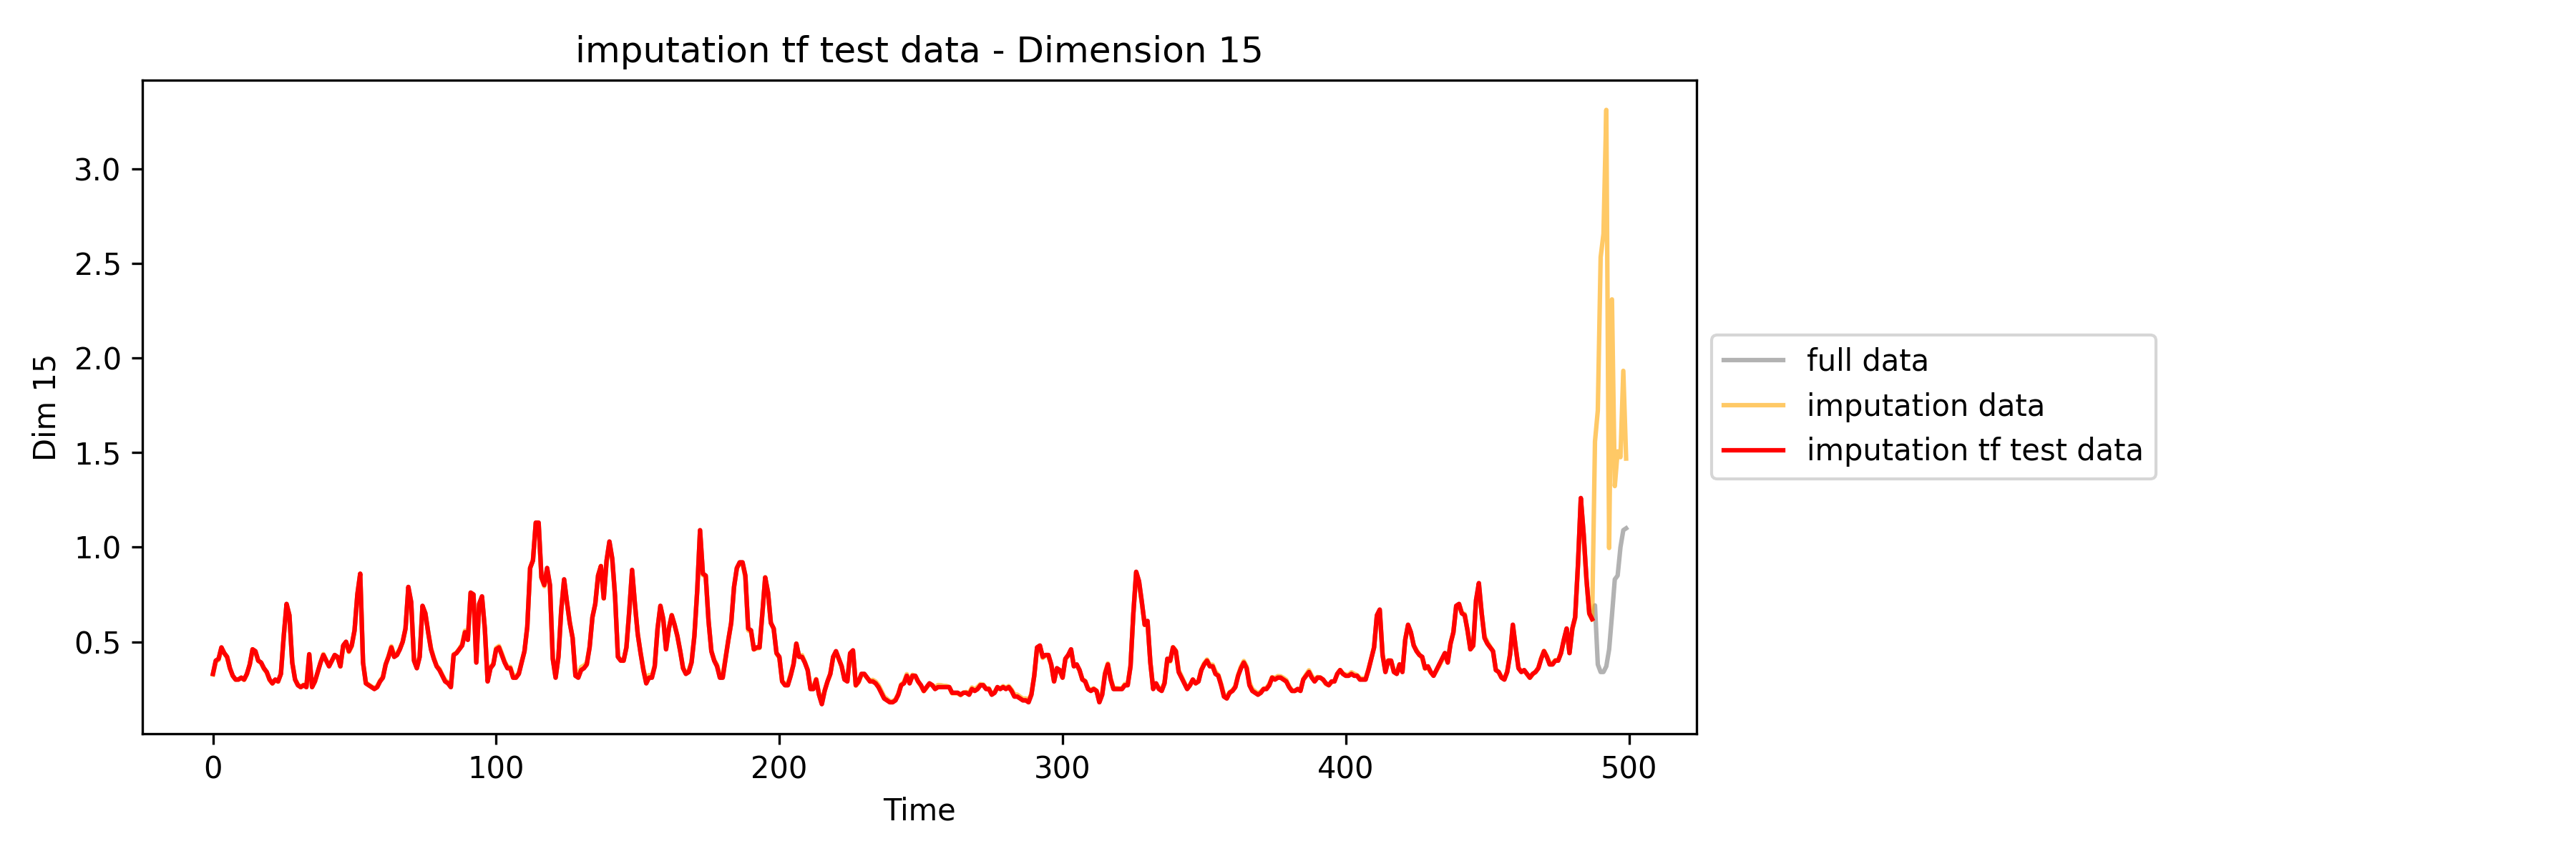 imputation tf test data - Dimension 15
3.0
2.5
2.0
1.5
1.0
0.5
Dim 15
0 100 200 300 400 500
Time
full data
imputation data
imputation tf test data